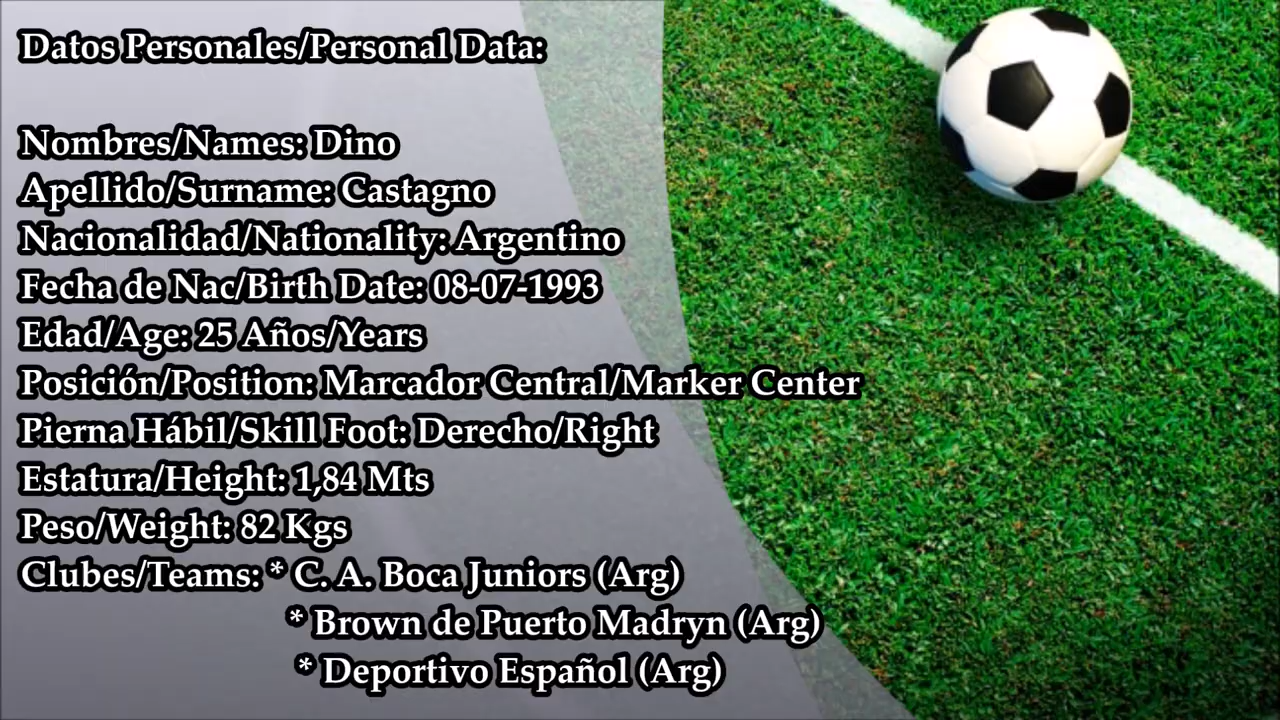 Datos Personales/Personal Data:
Nombres/Names: Dino
Apellido/Surname: Castagno
Nacionalidad/Nationality: Argentino
Fecha de Nac/Birth Date: 08-07-1993
Edad/Age: 25 Años/Years
Posición/Position: Marcador Central/Marker Center
Pierna Hábil/Skill Foot: Derecho/Right
Estatura/Height: 1,84 Mts
Peso/Weight: 82 Kgs
Clubes/Teams: * C. A. Boca Juniors (Arg)
* Brown de Puerto Madryn (Arg)
* Deportivo Español (Arg)